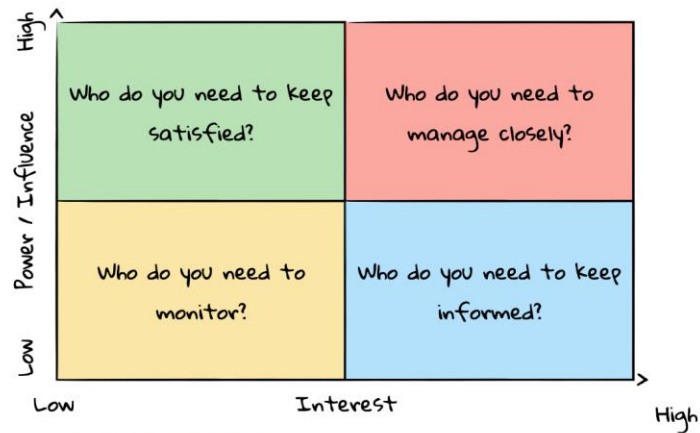 High
Who do you need to keep
satisfied?
Who do you need to
manage closely?
Power / Influence
Who do you need to
monitor?
Who do you need to keep
informed?
Low
Low
Interest
High